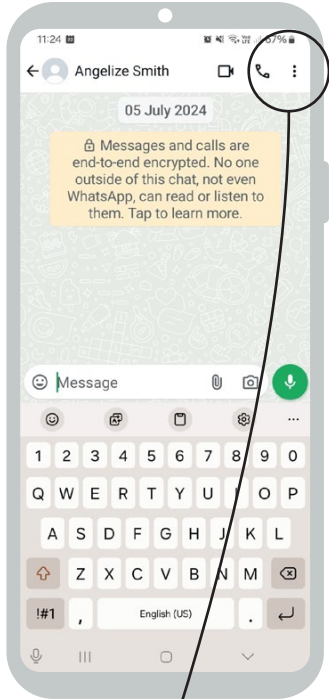 11:24
Angelize Smith
05 July 2024
Messages and calls are
end-to-end encrypted. No one
outside of this chat, not even
WhatsApp, can read or listen to
them. Tap to learn more.
Message
1 2 3 4 5 6 7 8 9 0
Q W E R T Y U I O P
A S D F G H J K L
Z X C V B N M
!#1 , English (US) .